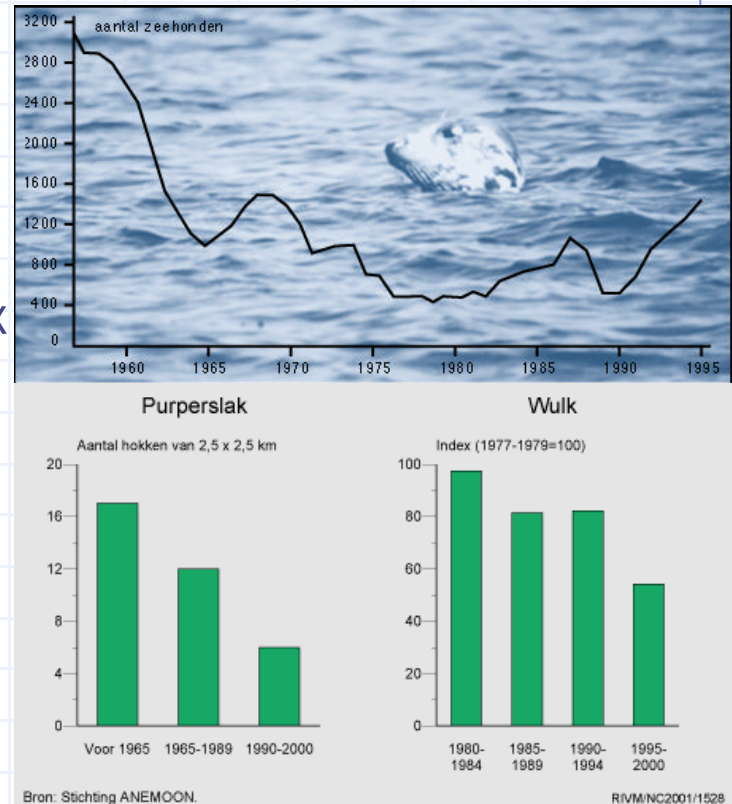 aantal zeehonden
3200
2800
2400
2000
1600
1200
800
400
0
1960 1965 1970 1975 1980 1985 1990 1995
X
Purperslak
Aantal hokken van 2,5 x 2,5 km
20
16
12
8
4
0
Voor 1965 1965-1989 1990-2000
Wulk
Index (1977-1979=100)
100
80
60
40
20
0
1980- 1985- 1990- 1995-
1984 1989 1994 2000
Bron: Stichting ANEMOON.
RIVM/NC2001/1528